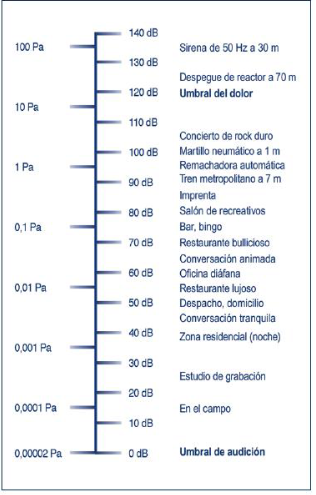 140 dB
100 Pa Sirena de 50 Hz a 30 m
130 dB
Despegue de reactor a 70 m
120 dB Umbral del dolor
10 Pa
110 dB
Concierto de rock duro
100 dB Martillo neumático a 1 m
1 Pa Remachadora automática
Tren metropolitano a 7 m
90 dB
Imprenta
80 dB Salón de recreativos
0,1 Pa Bar, bingo
70 dB Restaurante bullicioso
Conversación animada
60 dB Oficina diáfana
0,01 Pa Restaurante lujoso
50 dB Despacho, domicilio
Conversación tranquila
40 dB Zona residencial (noche)
0,001 Pa
30 dB
Estudio de grabación
20 dB
0,0001 Pa En el campo
10 dB
0,00002 Pa 0 dB Umbral de audición